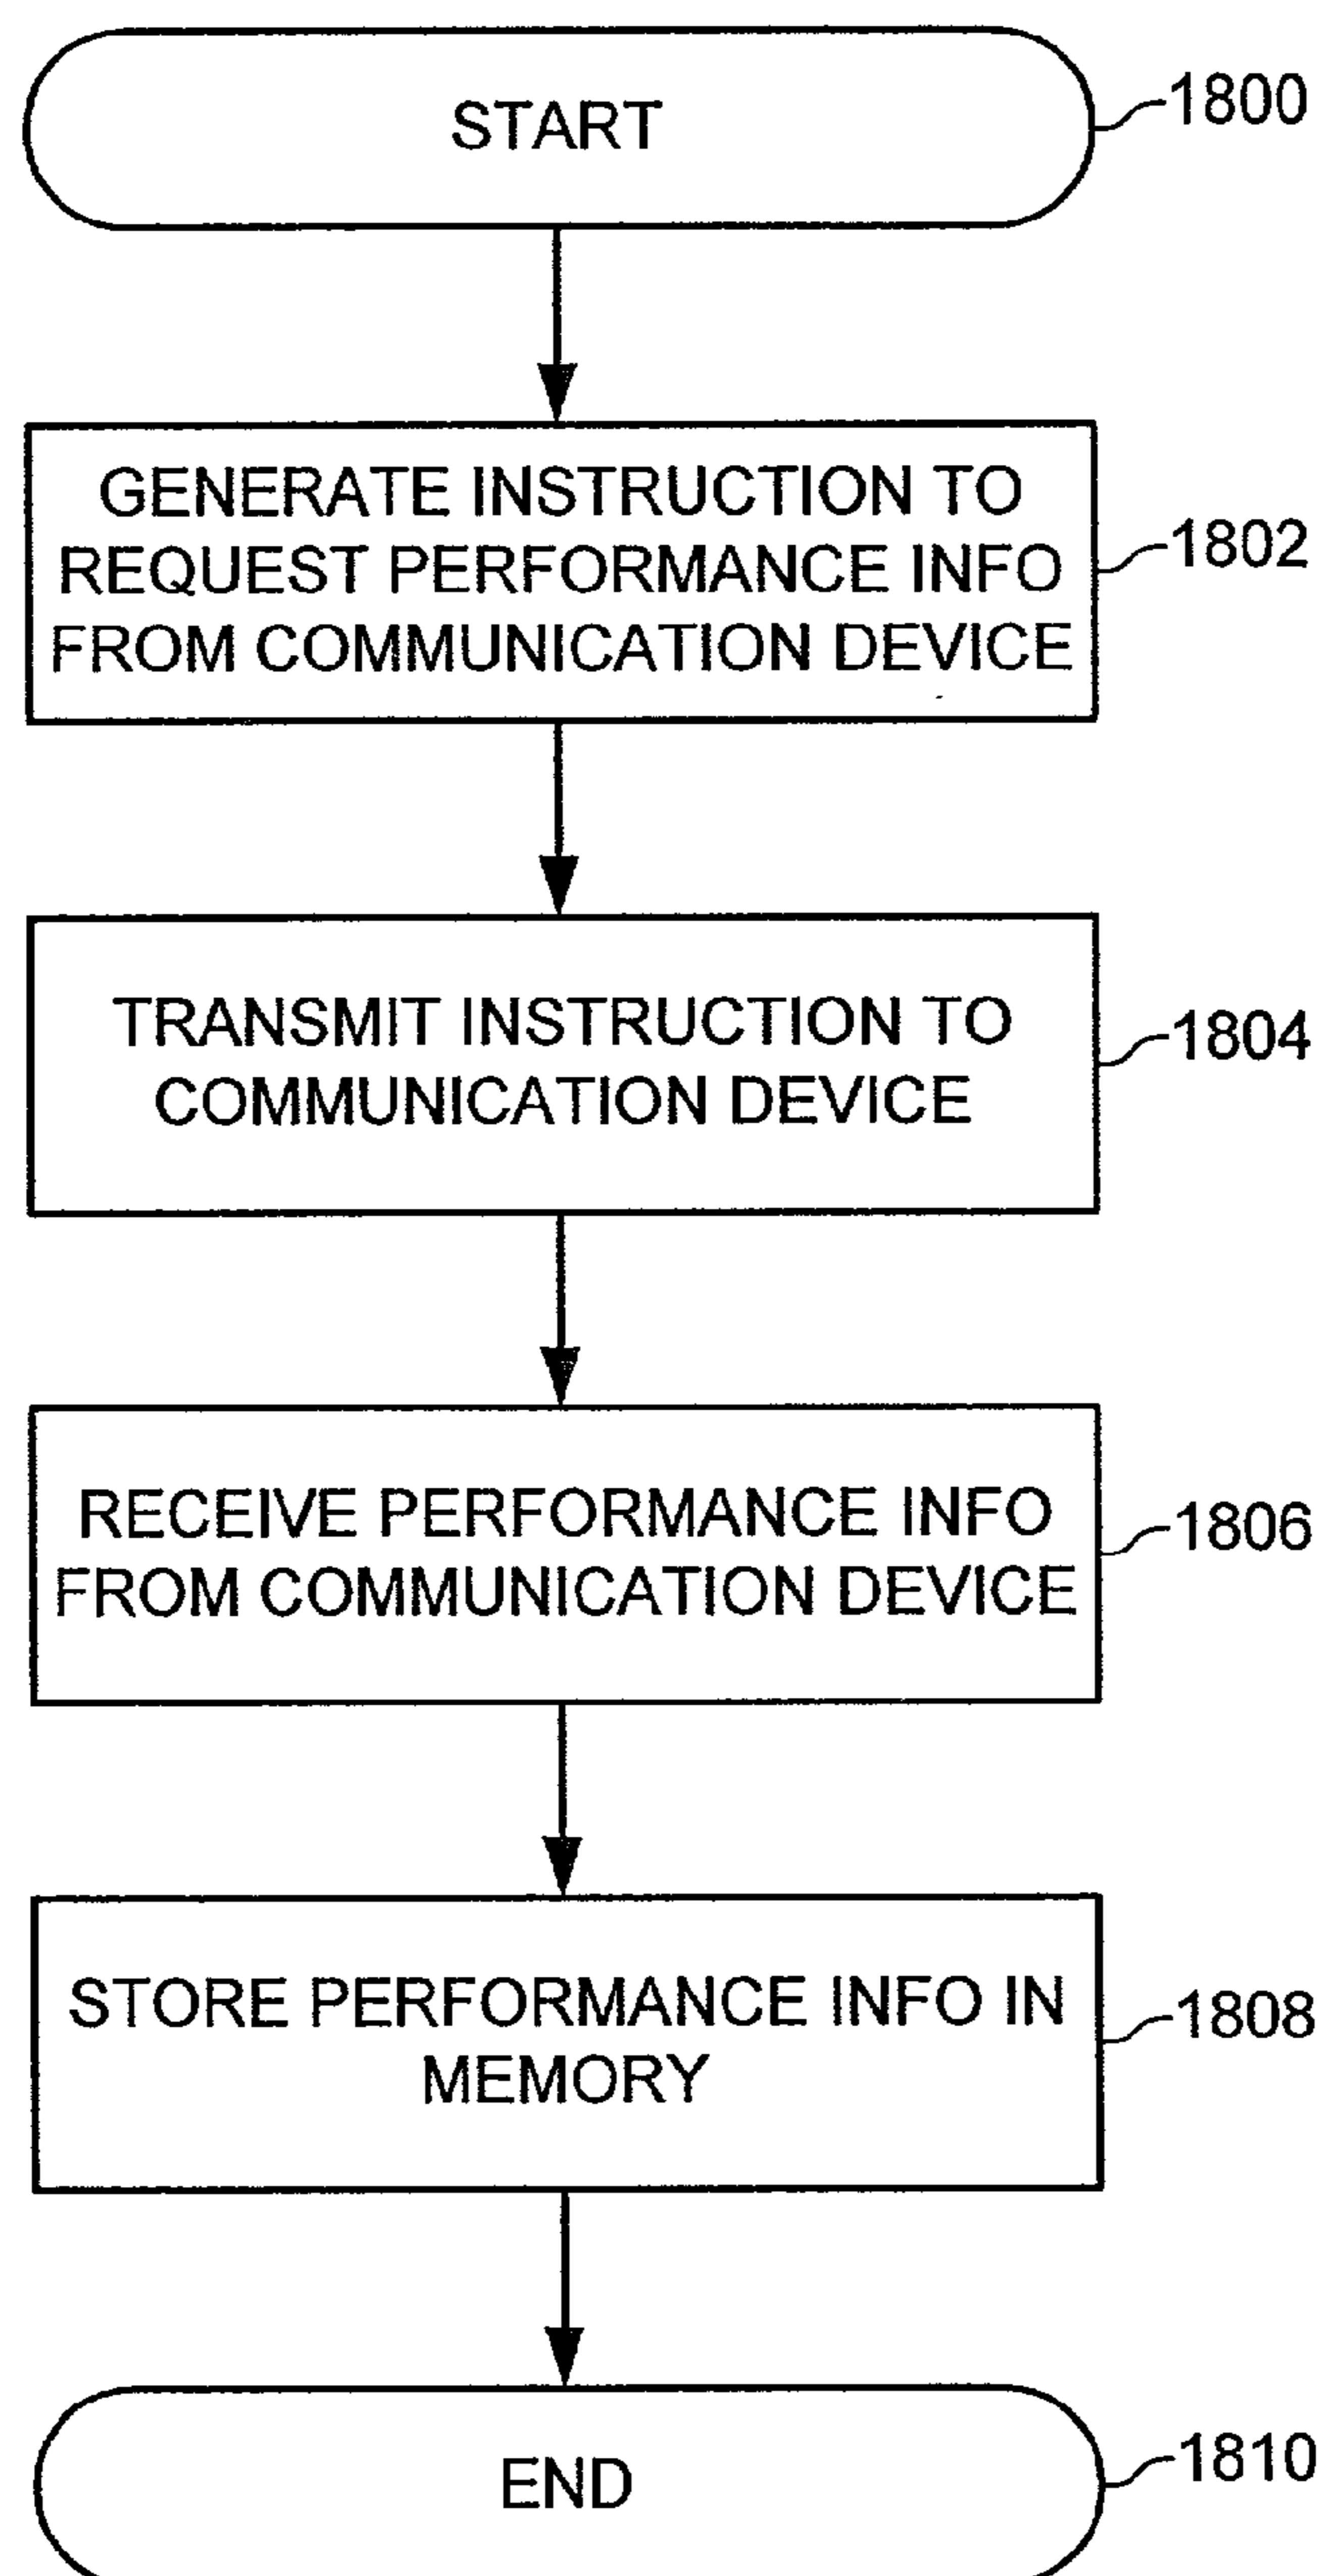 START
1800
GENERATE INSTRUCTION TO
REQUEST PERFORMANCE INFO
FROM COMMUNICATION DEVICE
1802
TRANSMIT INSTRUCTION TO
COMMUNICATION DEVICE
1804
RECEIVE PERFORMANCE INFO
FROM COMMUNICATION DEVICE
1806
STORE PERFORMANCE INFO IN
MEMORY
1808
END
1810